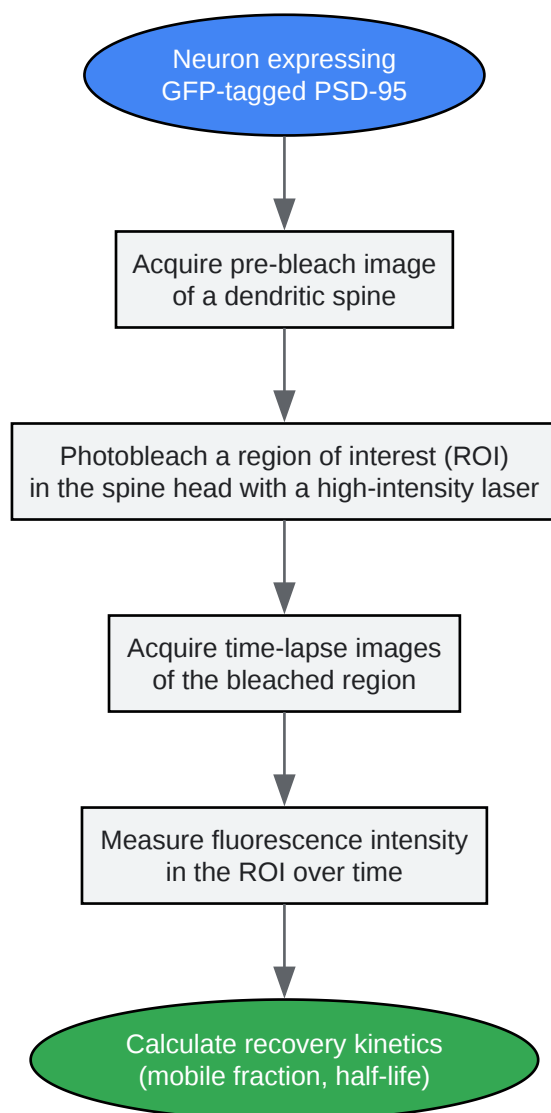 Neuron expressing
GFP-tagged PSD-95
Acquire pre-bleach image
of a dendritic spine
Photobleach a region of interest (ROI)
in the spine head with a high-intensity laser
Acquire time-lapse images
of the bleached region
Measure fluorescence intensity
in the ROI over time
Calculate recovery kinetics
(mobile fraction, half-life)